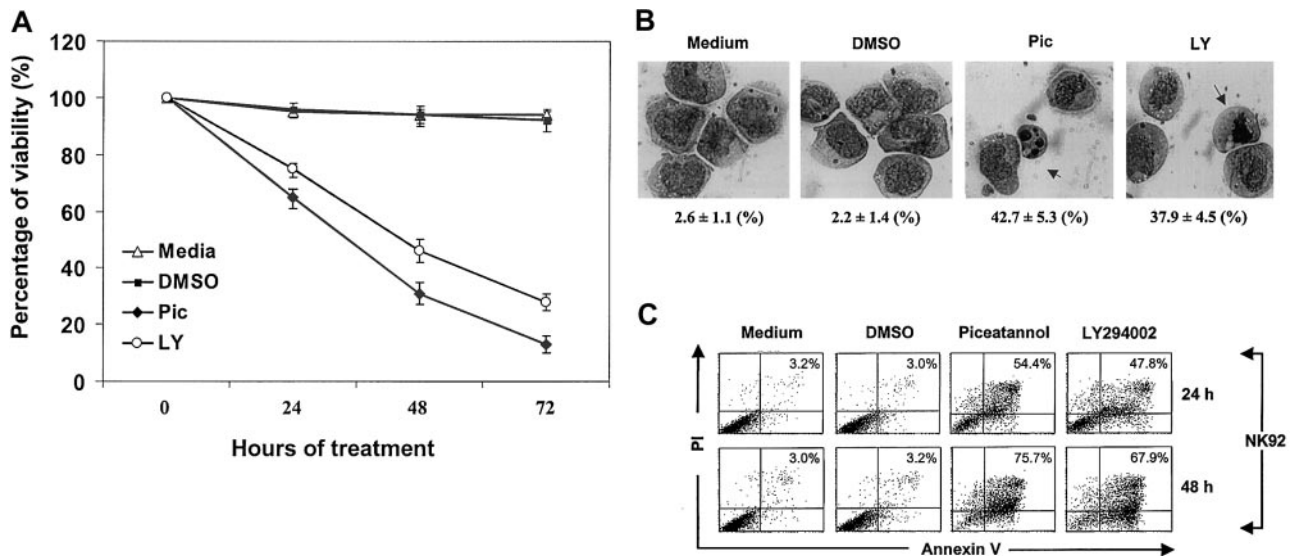 A
Percentage of viability (%)
120
100
80
60
40
20
0
Media
DMSO
Pic
LY
0 24 48 72
Hours of treatment
B
Medium DMSO Pic LY
2.6 ± 1.1 (%) 2.2 ± 1.4 (%) 42.7 ± 5.3 (%) 37.9 ± 4.5 (%)
C
Medium DMSO Piceatannol LY294002
3.2% 3.0% 54.4% 47.8%
24 h
PI
NK92
3.0% 3.2% 75.7% 67.9%
48 h
Annexin V